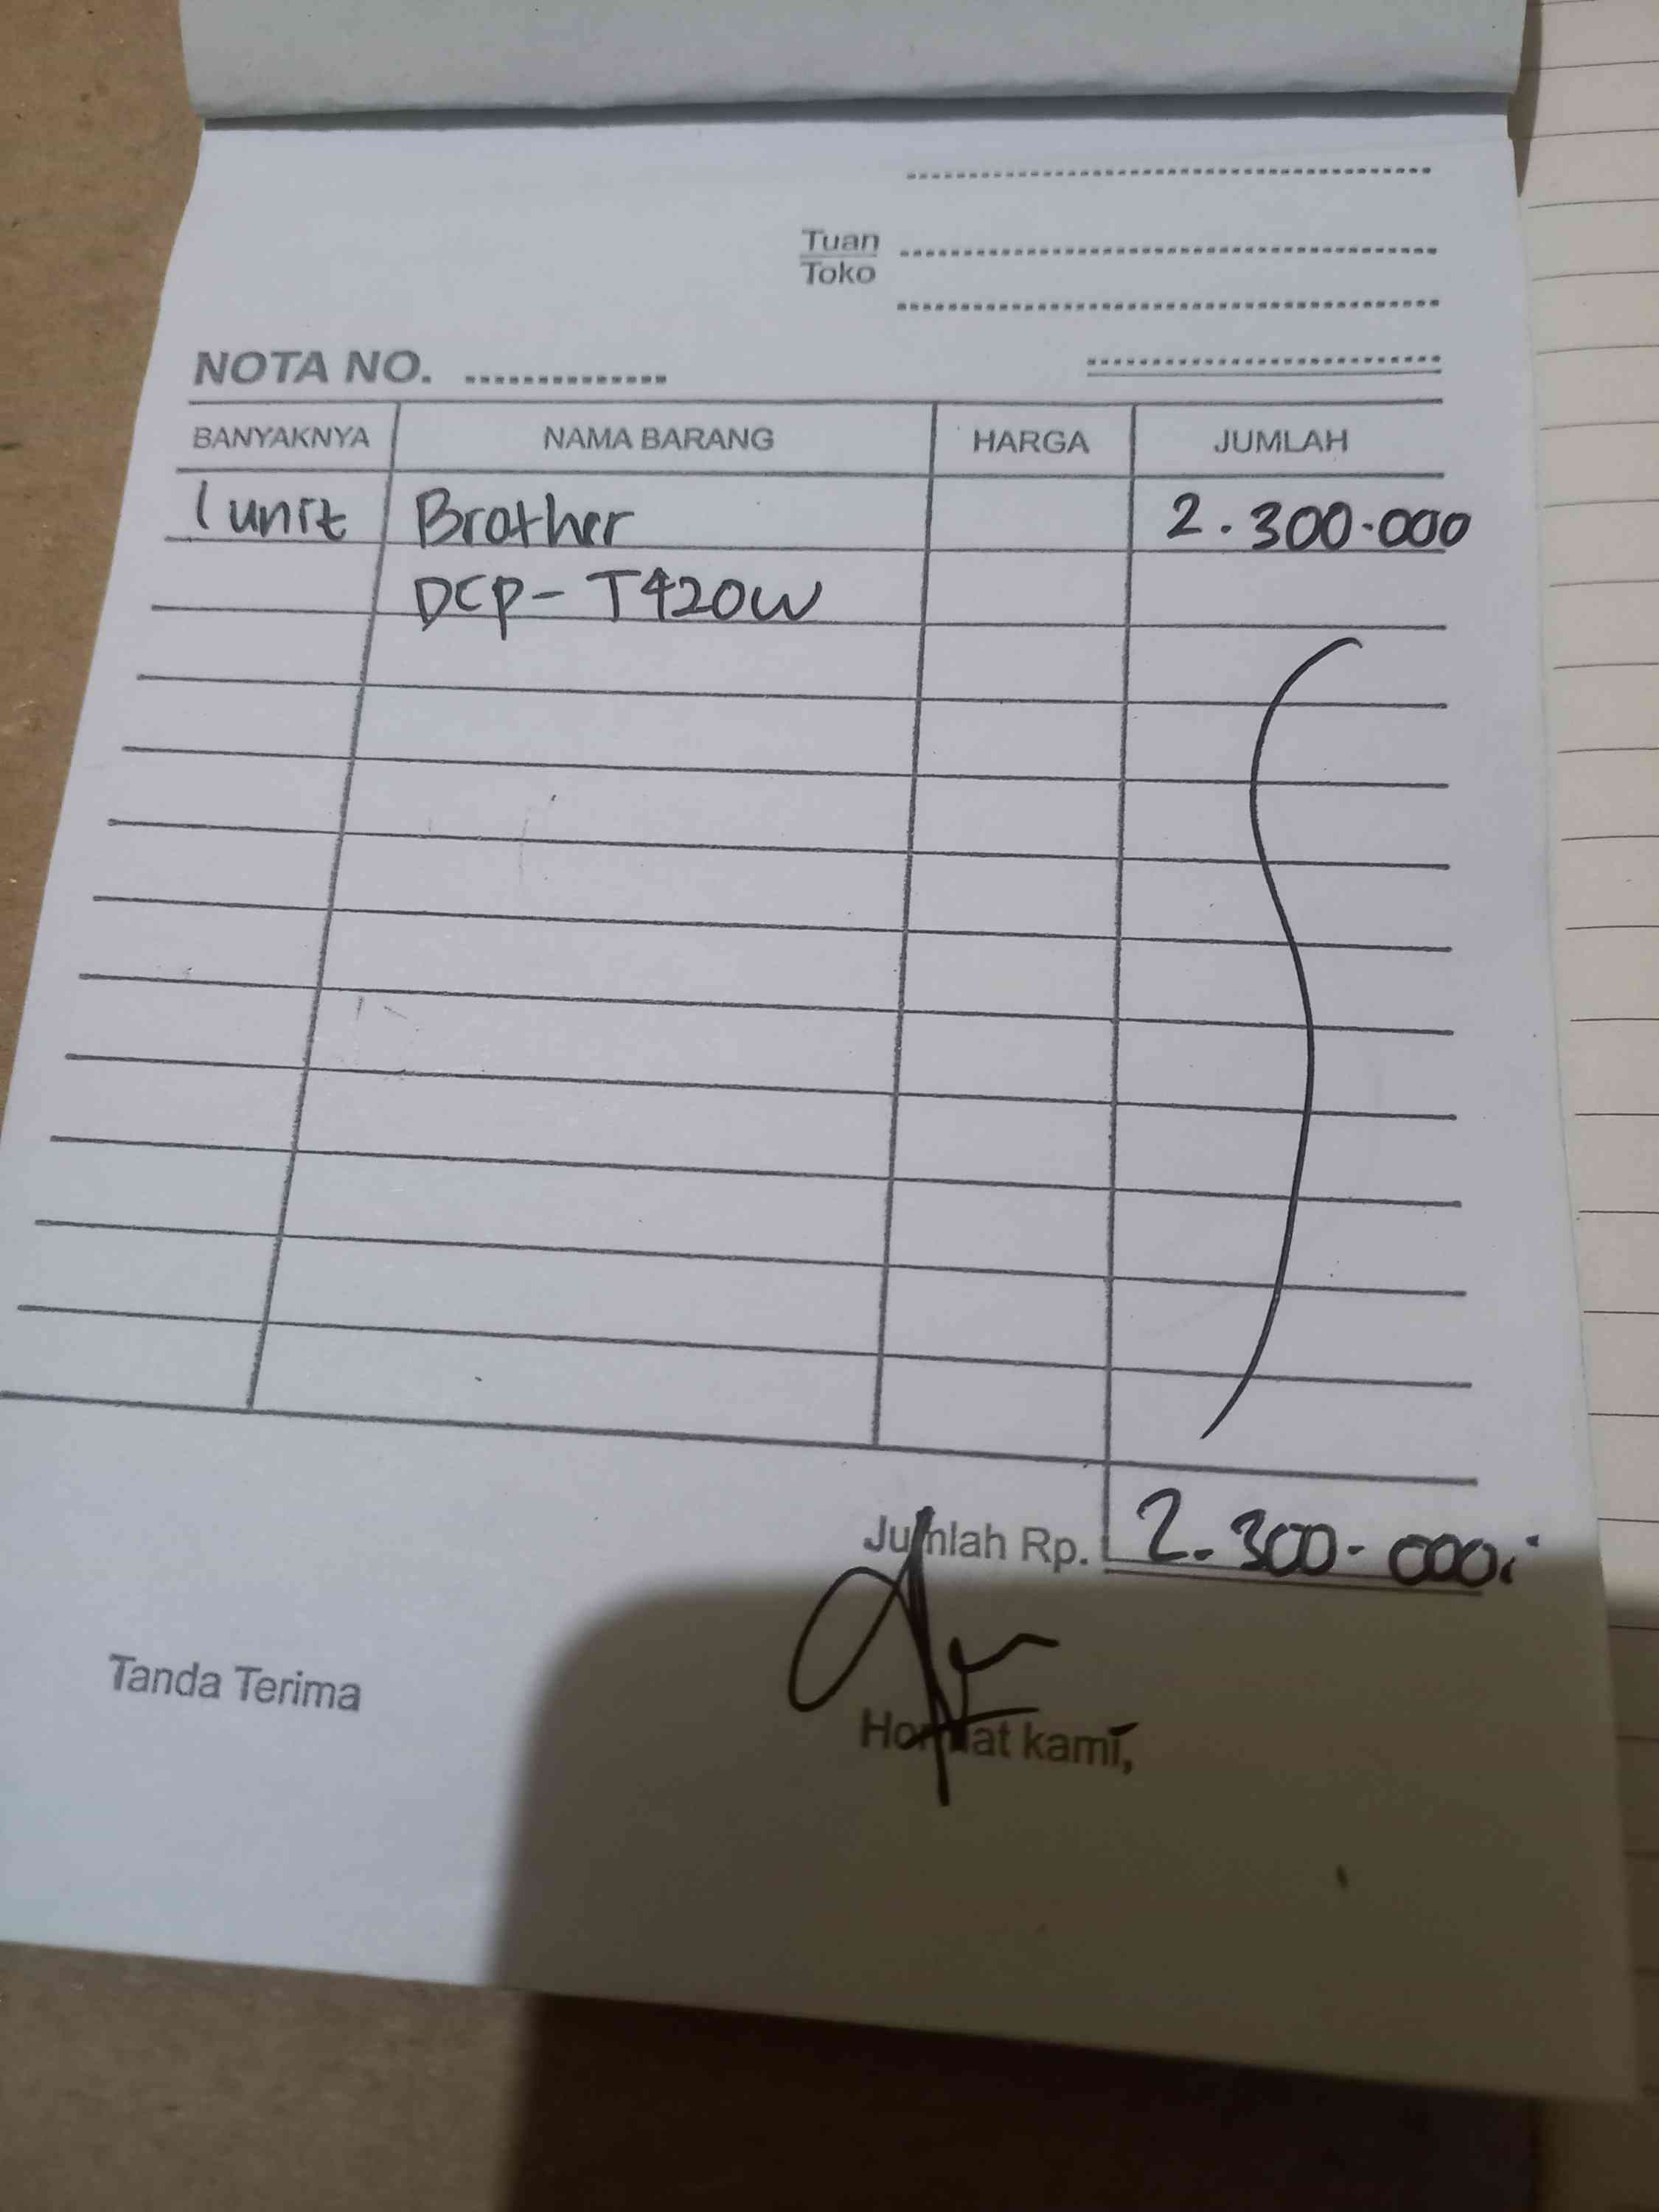 Tuan
Toko
NOTA NO. ..............
BANYAKNYA NAMA BARANG HARGA JUMLAH
1 unit Brother 2.300.000
DCP-T420W
Jumlah Rp. 2.300.000
Tanda Terima
Hormat kami,